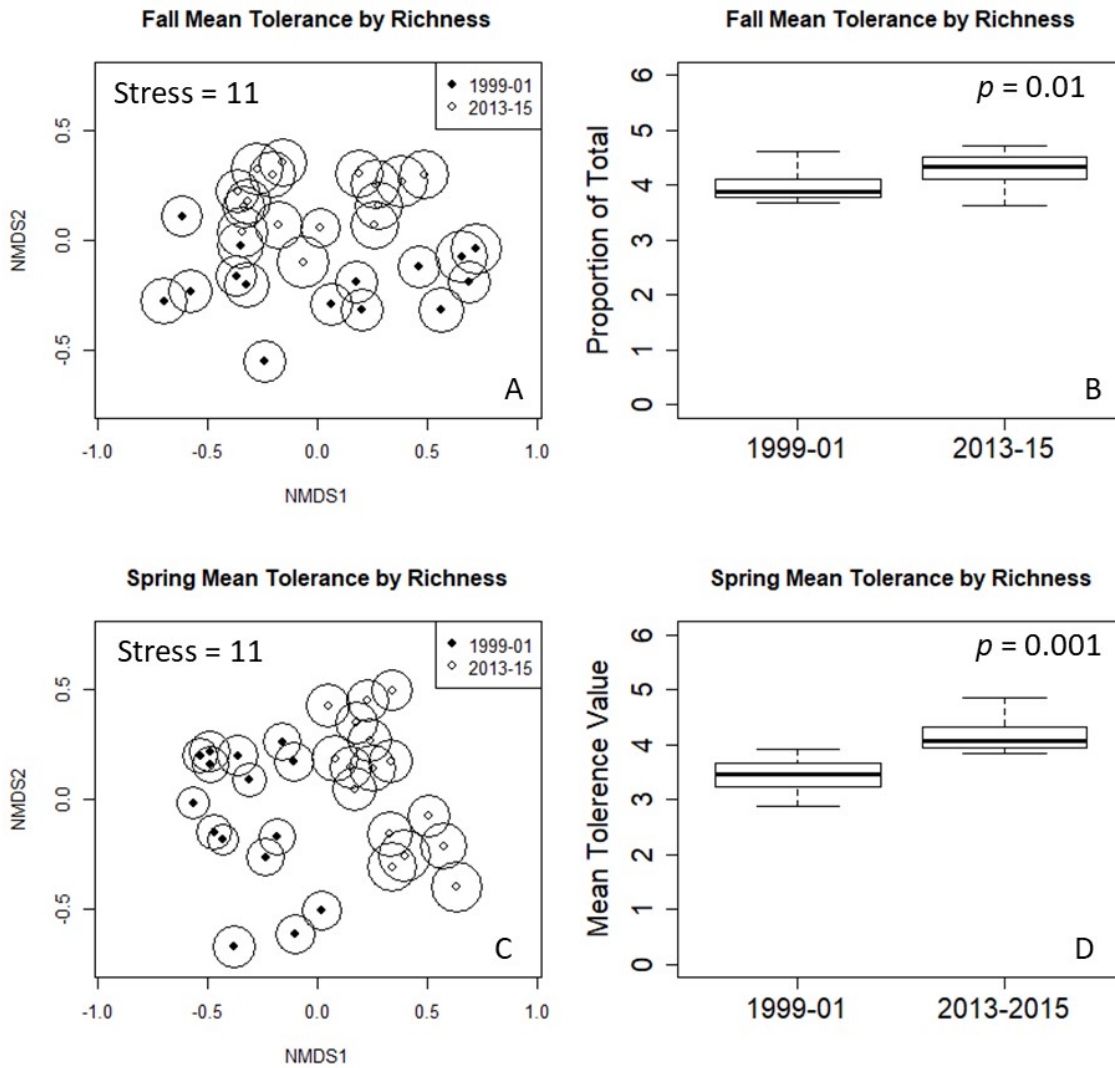 Fall Mean Tolerance by Richness
Stress = 11
1999-01
2013-15
NMDS2
0.5
0.0
-0.5
A
-1.0 -0.5 0.0 0.5 1.0
NMDS1
Fall Mean Tolerance by Richness
p = 0.01
Proportion of Total
6
5
4
3
2
1
0
B
1999-01 2013-15
Spring Mean Tolerance by Richness
Stress = 11
1999-01
2013-15
NMDS2
0.5
0.0
-0.5
C
-1.0 -0.5 0.0 0.5 1.0
NMDS1
Spring Mean Tolerance by Richness
p = 0.001
Mean Tolerence Value
6
5
4
3
2
1
0
D
1999-01 2013-2015